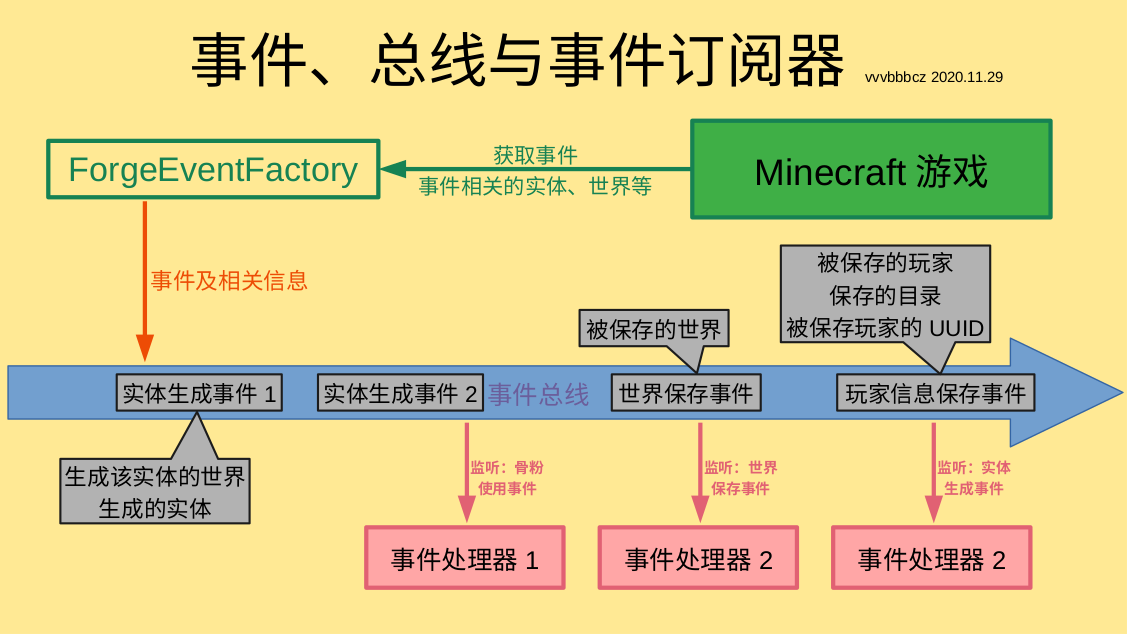 事件、总线与事件订阅器 vvvbbbcz 2020.11.29
ForgeEventFactory
获取事件
事件相关的实体、世界等
Minecraft 游戏
事件及相关信息
被保存的世界
被保存的玩家
保存的目录
被保存玩家的 UUID
实体生成事件 1
实体生成事件 2
事件总线
世界保存事件
玩家信息保存事件
生成该实体的世界
生成的实体
监听：骨粉
使用事件
监听：世界
保存事件
监听：实体
生成事件
事件处理器 1
事件处理器 2
事件处理器 2